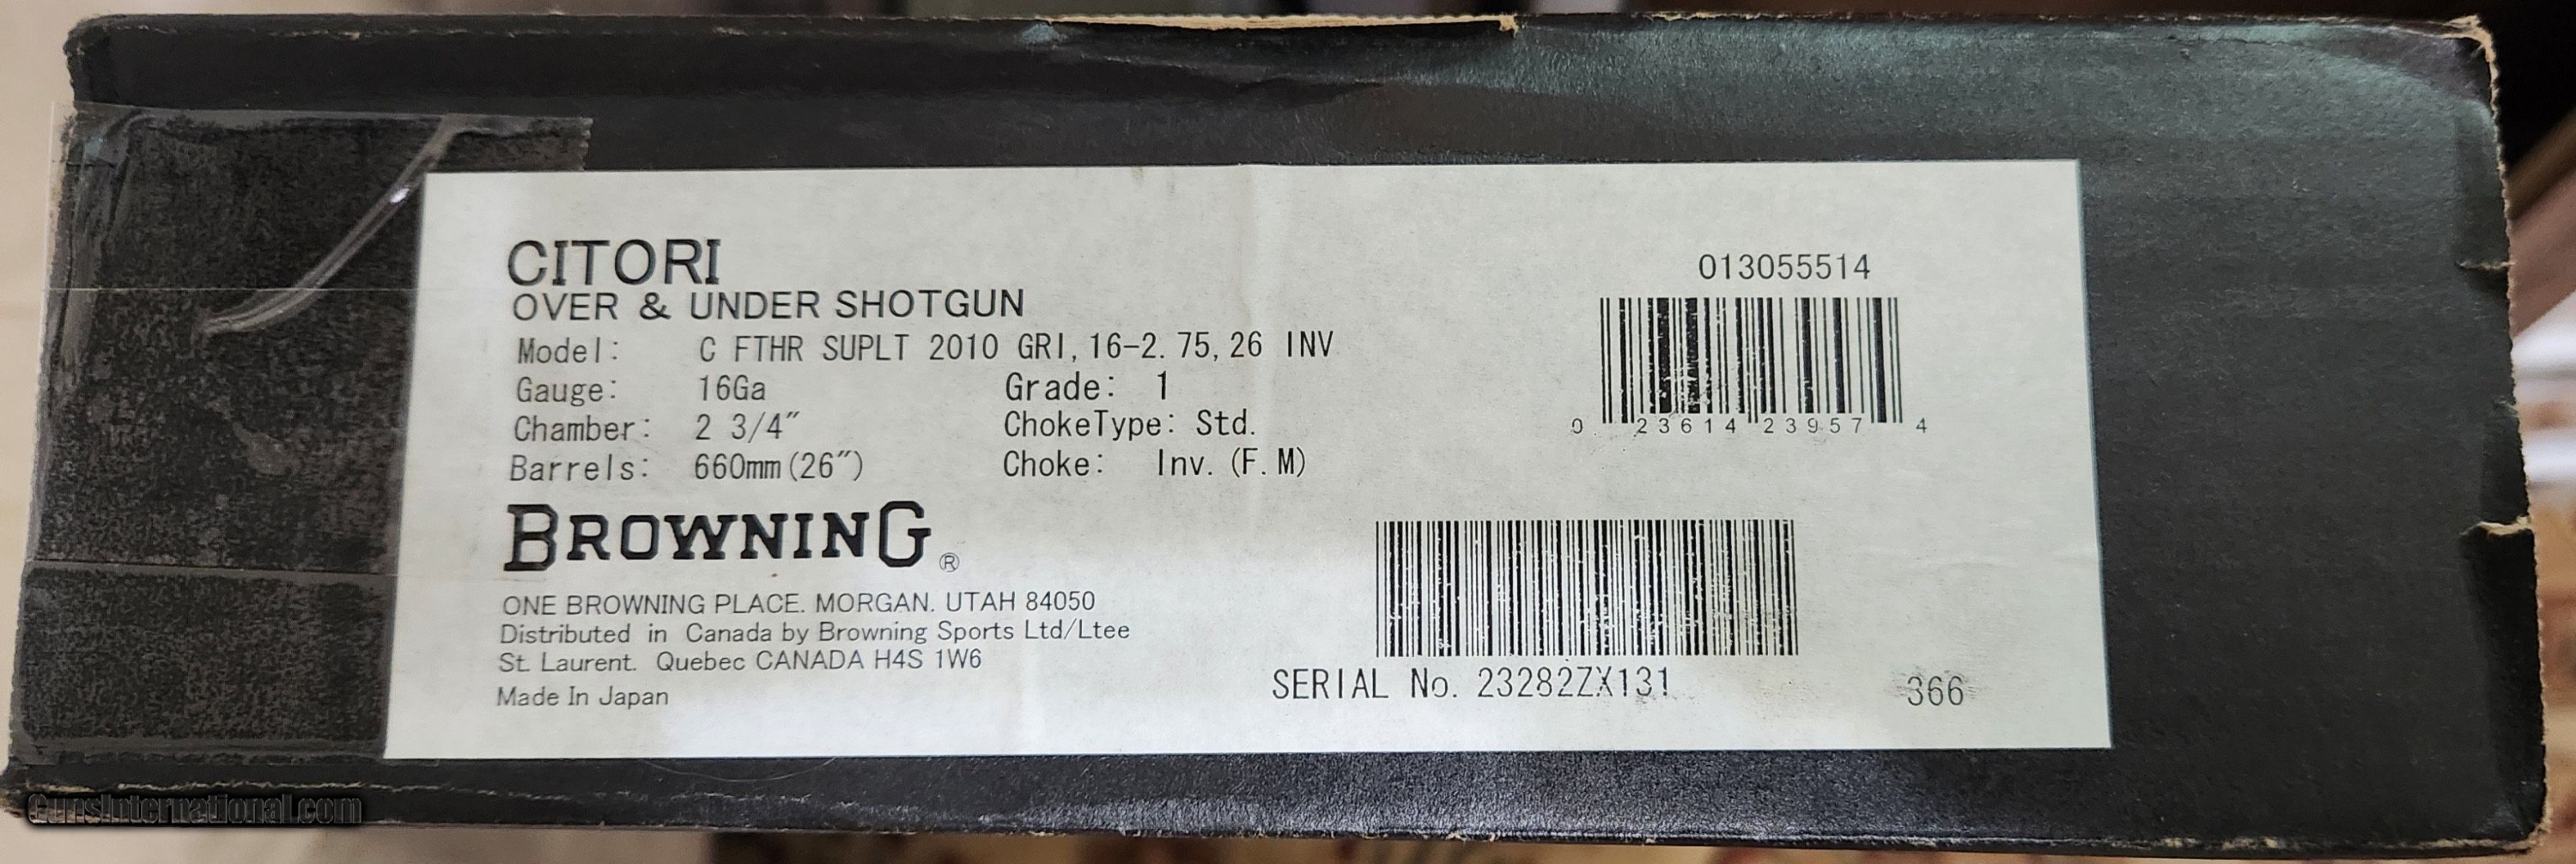 CITORI
OVER & UNDER SHOTGUN
Model: C FTHR SUPLT 2010 GRI,16-2.75,26 INV
Gauge: 16Ga Grade: 1
Chamber: 2 3/4" ChokeType: Std.
Barrels: 660mm(26") Choke: Inv.(F.M)
BROWNING®
ONE BROWNING PLACE. MORGAN. UTAH 84050
Distributed in Canada by Browning Sports Ltd/Ltee
St. Laurent. Quebec CANADA H4S 1W6
Made In Japan
013055514
0 23614 23957 4
SERIAL No. 23282ZX131
366
GunsInternational.com